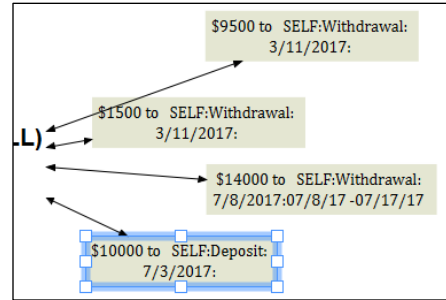 $9500 to SELF:Withdrawal:
3/11/2017:
$1500 to SELF:Withdrawal:
3/11/2017:
LL)
$14000 to SELF:Withdrawal:
7/8/2017:07/8/17 -07/17/17
$10000 to SELF:Deposit:
7/3/2017: